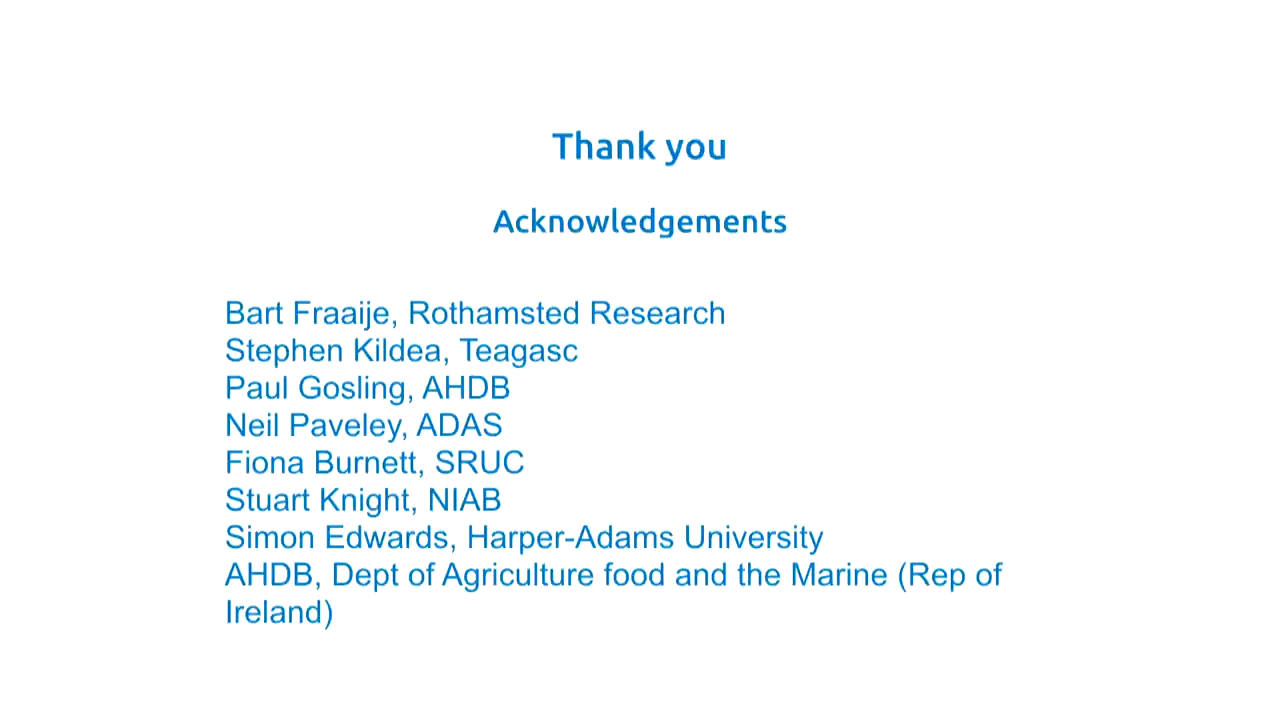 Thank you
Acknowledgements
Bart Fraaije, Rothamsted Research
Stephen Kildea, Teagasc
Paul Gosling, AHDB
Neil Paveley, ADAS
Fiona Burnett, SRUC
Stuart Knight, NIAB
Simon Edwards, Harper-Adams University
AHDB, Dept of Agriculture food and the Marine (Rep of
Ireland)